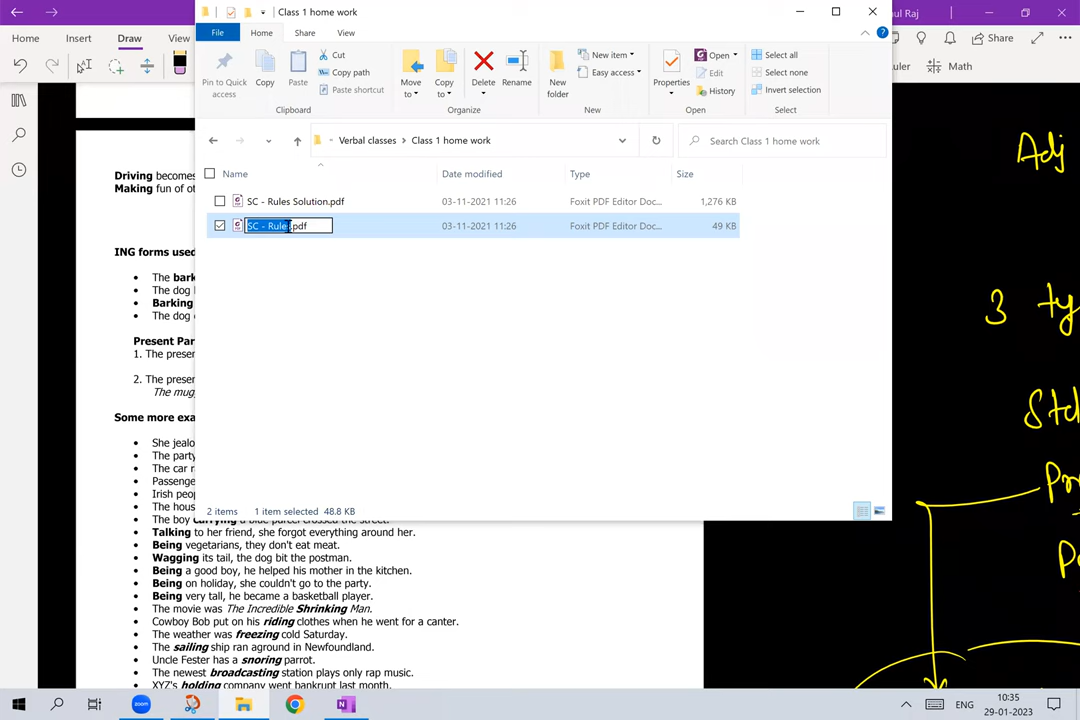 Class 1 home work
ul Raj
Home Insert Draw View
File Home Share View
Share
Math
uler
Pin to Quick access
Copy
Paste
Cut
Copy path
Paste shortcut
Clipboard
Move to
Copy to
Delete
Rename
Organize
New folder
New item
Easy access
New
Properties
Open
Edit
History
Open
Select all
Select none
Invert selection
Select
Verbal classes > Class 1 home work
Search Class 1 home work
Name Date modified Type Size
SC - Rules Solution.pdf 03-11-2021 11:26 Foxit PDF Editor Doc... 1,276 KB
SC - Rules.pdf 03-11-2021 11:26 Foxit PDF Editor Doc... 49 KB
2 items 1 item selected 48.8 KB
Driving becomes
Making fun of ot
ING forms used
The bark
The dog
Barking
The dog
Present Par
1. The presen
2. The presen
The mug
Some more exa
She jealo
The party
The car r
Passenge
Irish peop
The hous
The boy carrying a blue parcel crossed the street.
Talking to her friend, she forgot everything around her.
Being vegetarians, they don't eat meat.
Wagging its tail, the dog bit the postman.
Being a good boy, he helped his mother in the kitchen.
Being on holiday, she couldn't go to the party.
Being very tall, he became a basketball player.
The movie was The Incredible Shrinking Man.
Cowboy Bob put on his riding clothes when he went for a canter.
The weather was freezing cold Saturday.
The sailing ship ran aground in Newfoundland.
Uncle Fester has a snoring parrot.
The newest broadcasting station plays only rap music.
XYZ's holding company went bankrupt last month.
Adj
3 ty
Std
Pr
P
zoom
ENG
10:35
29-01-2023